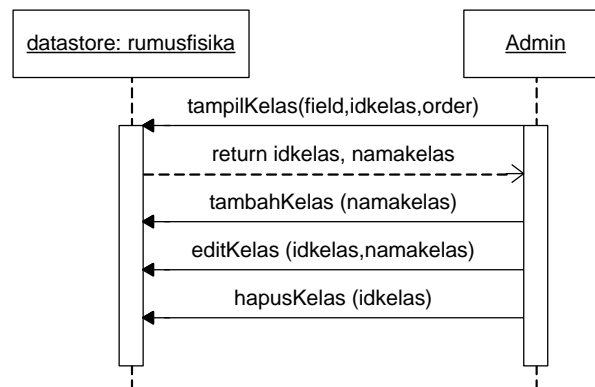 datastore: rumusfisika
Admin
tampilKelas(field,idkelas,order)
return idkelas, namakelas
tambahKelas (namakelas)
editKelas (idkelas,namakelas)
hapusKelas (idkelas)